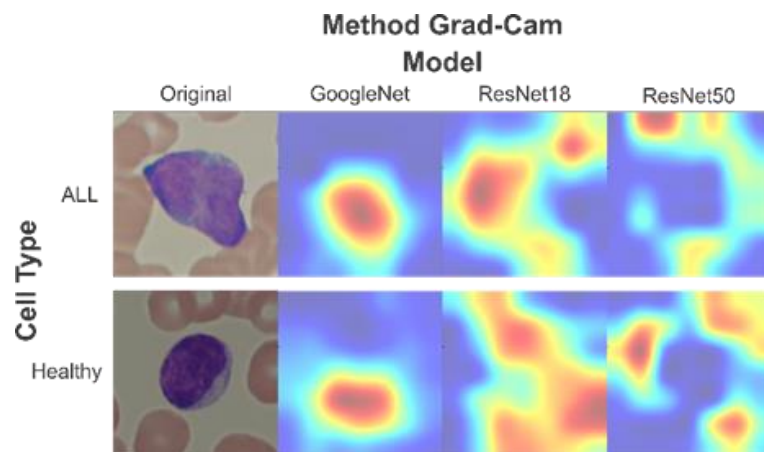 Method Grad-Cam
Model
Original GoogleNet ResNet18 ResNet50
Cell Type
ALL
Healthy